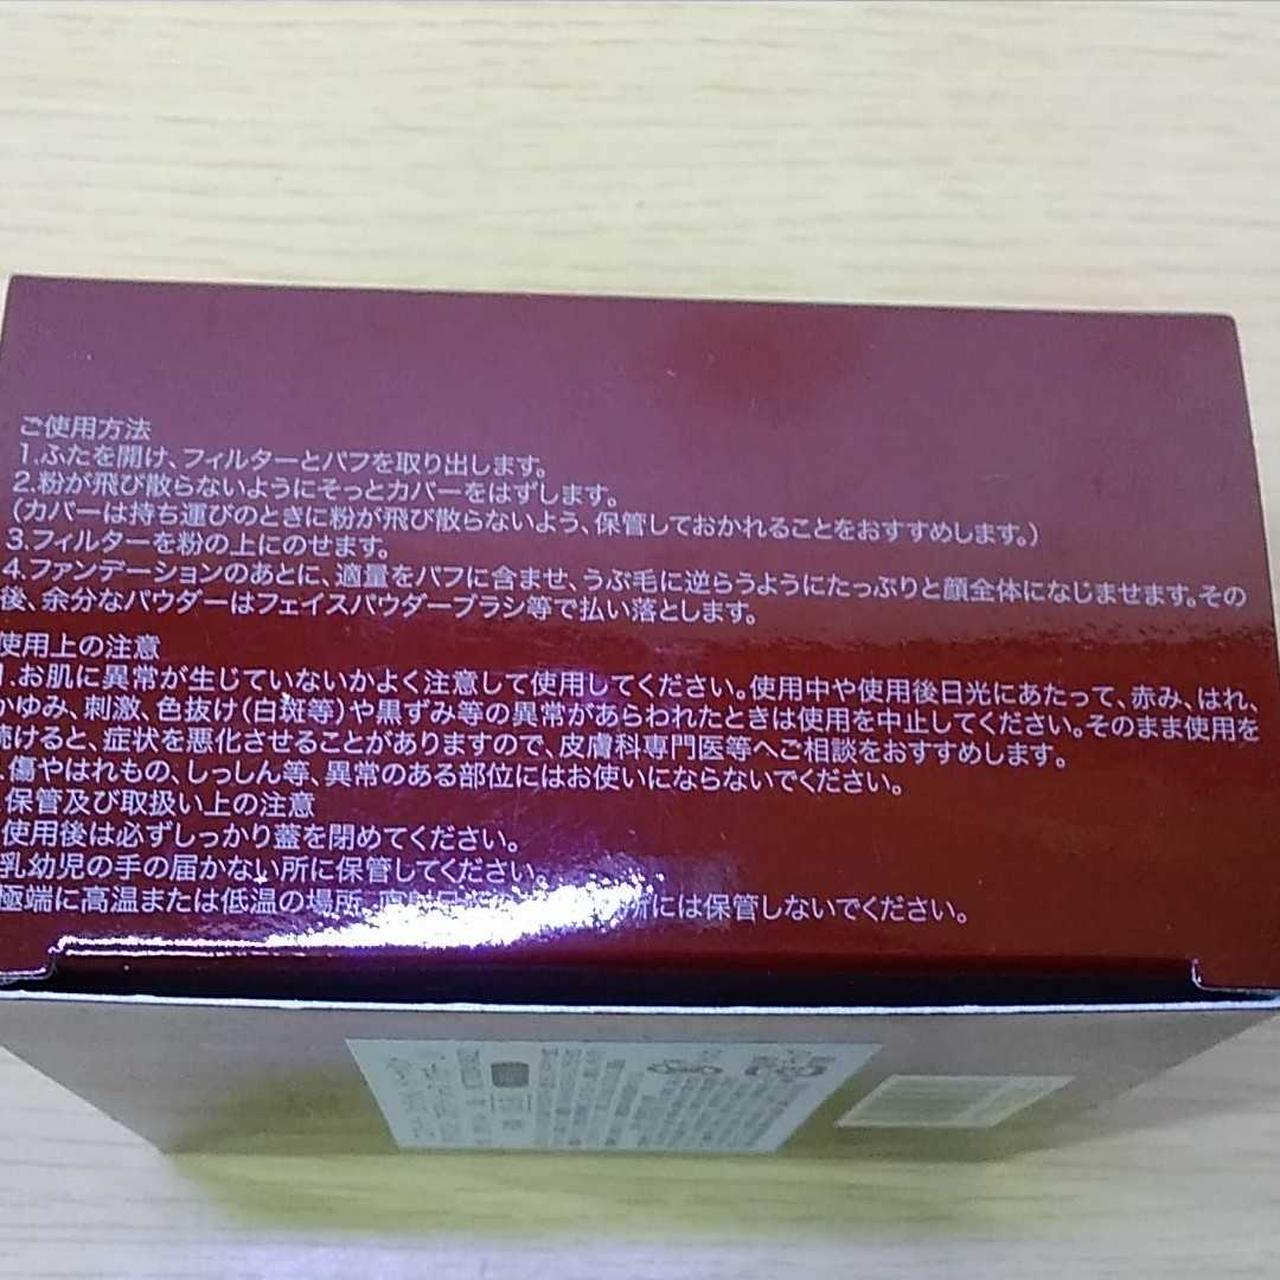 ご使用方法
1.ふたを開け、フィルターとパフを取り出します。
2.粉が飛び散らないようにそっとカバーをはずします。
(カバーは持ち運びのときに粉が飛び散らないよう、保管しておかれることをおすすめします。)
3.フィルターを粉の上にのせます。
4.ファンデーションのあとに、適量をパフに含ませ、うぶ毛に逆らうようにたっぷりと顔全体になじませます。その
後、余分なパウダーはフェイスパウダーブラシ等で払い落とします。
使用上の注意
1.お肌に異常が生じていないかよく注意して使用してください。使用中や使用後日光にあたって、赤み、はれ、
かゆみ、刺激、色抜け(白斑等)や黒ずみ等の異常があらわれたときは使用を中止してください。そのまま使用を
続けると、症状を悪化させることがありますので、皮膚科専門医等へご相談をおすすめします。
.傷やはれもの、しっしん等、異常のある部位にはお使いにならないでください。
.保管及び取扱い上の注意
使用後は必ずしっかり蓋を閉めてください。
乳幼児の手の届かない所に保管してください。
極端に高温または低温の場所、 所には保管しないでください。